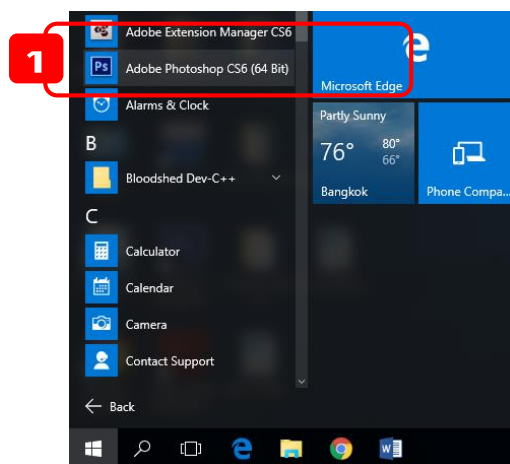 Adobe Extension Manager CS6
1
Ps
Adobe Photoshop CS6 (64 Bit)
Alarms & Clock
B
Bloodshed Dev-C++
C
Calculator
Calendar
Camera
Contact Support
Back
Microsoft Edge
Partly Sunny
76° 80°
66°
Bangkok
Phone Compa...